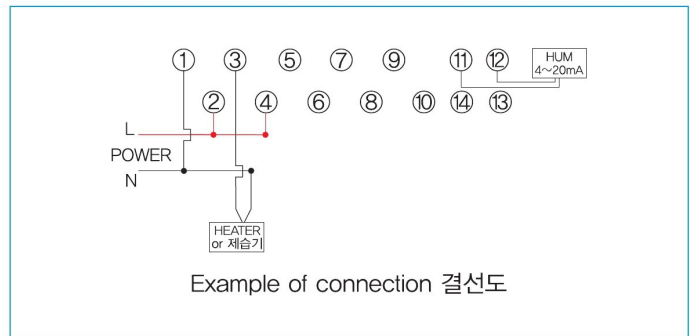 ① ③ ⑤ ⑦ ⑨ ⑪ ⑫ HUM
4~20mA
② ④ ⑥ ⑧ ⑩ ⑭ ⑬
L
POWER
N
HEATER
or 제습기
Example of connection 결선도